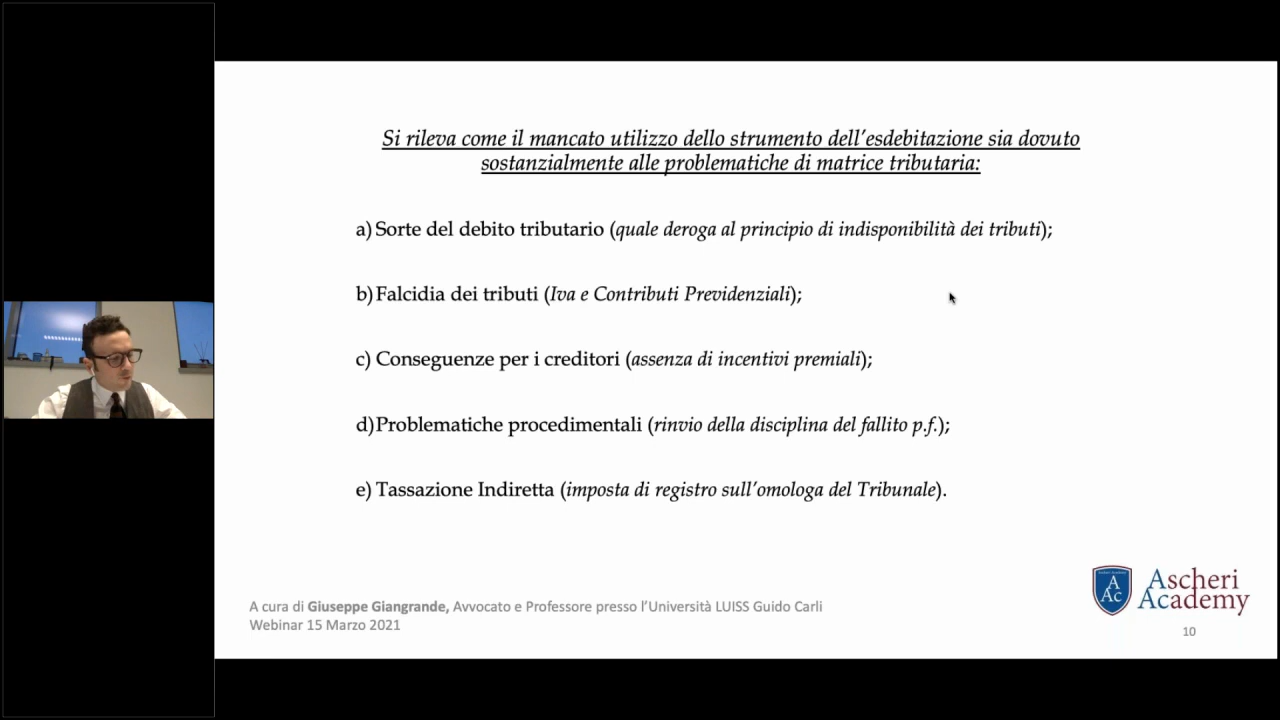 Si rileva come il mancato utilizzo dello strumento dell'esdebitazione sia dovuto
sostanzialmente alle problematiche di matrice tributaria:
a) Sorte del debito tributario (quale deroga al principio di indisponibilità dei tributi);
b) Falcidia dei tributi (Iva e Contributi Previdenziali);
c) Conseguenze per i creditori (assenza di incentivi premiali);
d) Problematiche procedimentali (rinvio della disciplina del fallito p.f.);
e) Tassazione Indiretta (imposta di registro sull'omologa del Tribunale).
A cura di Giuseppe Giangrande, Avvocato e Professore presso l'Università LUISS Guido Carli
Webinar 15 Marzo 2021
A
Ac
Ascheri
Academy
10